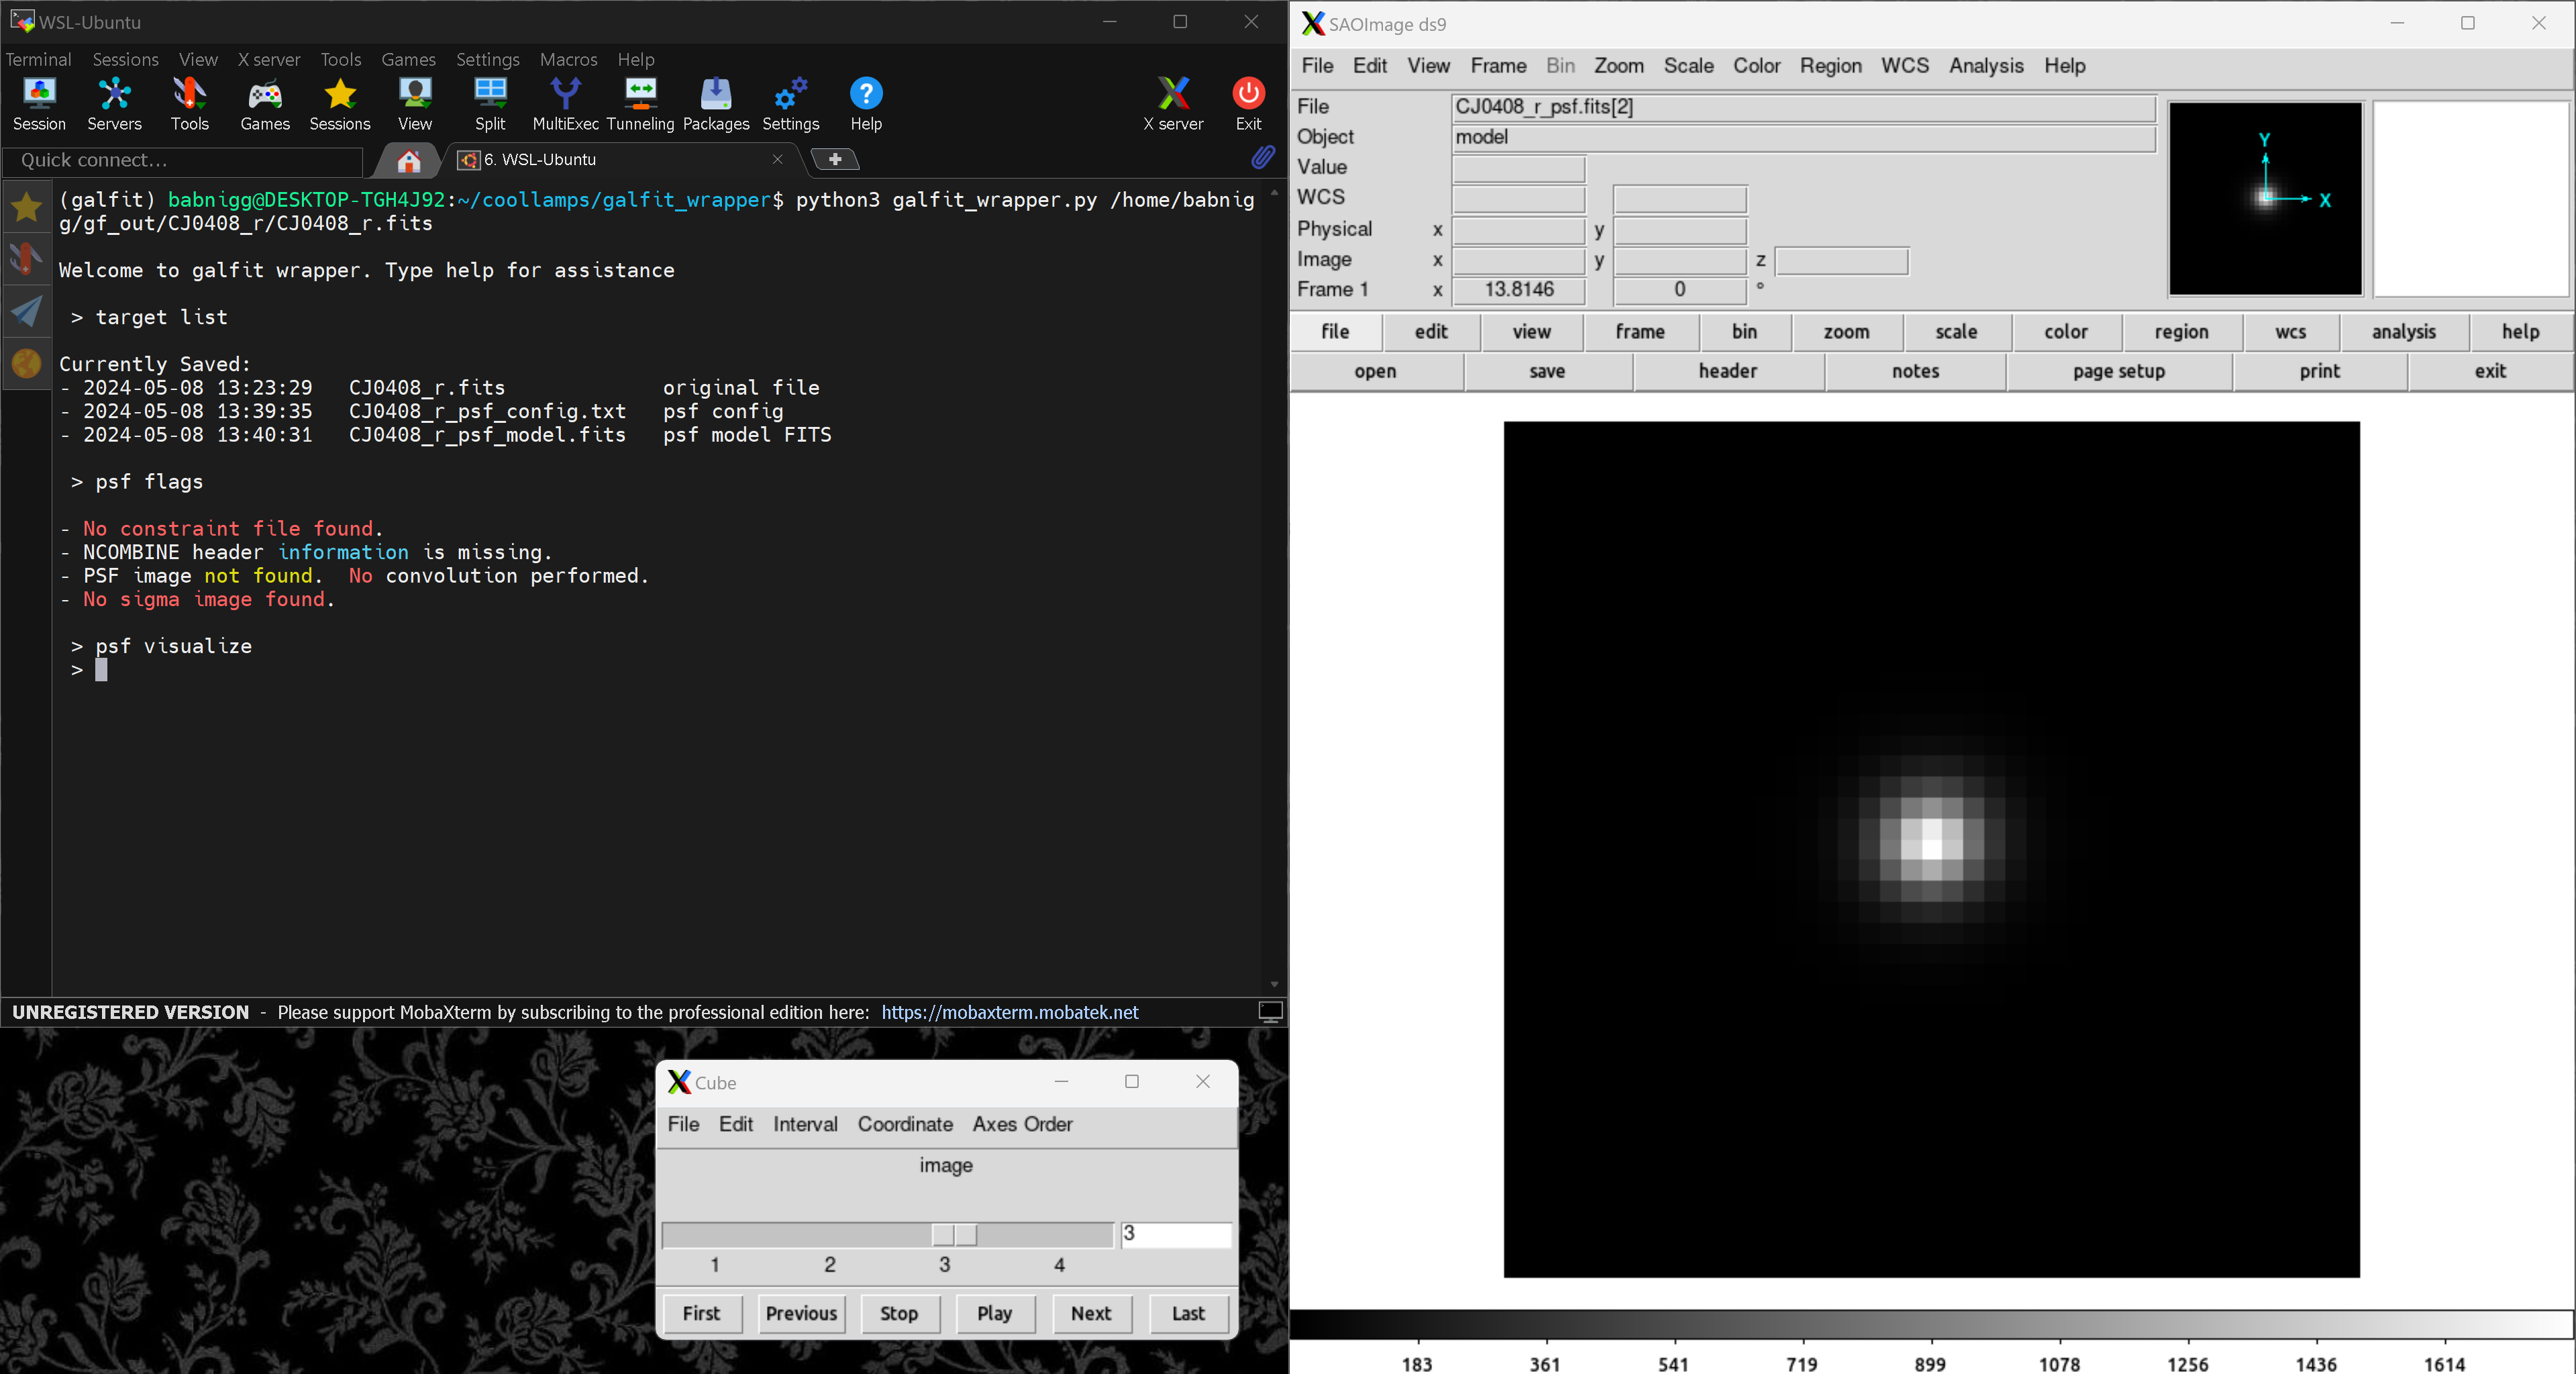 WSL-Ubuntu
Terminal Sessions View X server Tools Games Settings Macros Help
Session Servers Tools Games Sessions View Split MultiExec Tunneling Packages Settings Help X server Exit
Quick connect... 6. WSL-Ubuntu
(galfit) babnigg@DESKTOP-TGH4J92:~/coollamps/galfit_wrapper$ python3 galfit_wrapper.py /home/babnig
g/gf_out/CJ0408_r/CJ0408_r.fits
Welcome to galfit wrapper. Type help for assistance
> target list
Currently Saved:
- 2024-05-08 13:23:29 CJ0408_r.fits original file
- 2024-05-08 13:39:35 CJ0408_r_psf_config.txt psf config
- 2024-05-08 13:40:31 CJ0408_r_psf_model.fits psf model FITS
> psf flags
- No constraint file found.
- NCOMBINE header information is missing.
- PSF image not found. No convolution performed.
- No sigma image found.
> psf visualize
>
UNREGISTERED VERSION - Please support MobaXterm by subscribing to the professional edition here: https://mobaxterm.mobatek.net
Cube
File Edit Interval Coordinate Axes Order
image
3
1 2 3 4
First Previous Stop Play Next Last
SAOImage ds9
File Edit View Frame Bin Zoom Scale Color Region WCS Analysis Help
File CJ0408_r_psf.fits[2]
Object model
Value
WCS
Physical x y
Image x y z
Frame 1 x 13.8146 0 °
Y
X
file edit view frame bin zoom scale color region wcs analysis help
open save header notes page setup print exit
183 361 541 719 899 1078 1256 1436 1614